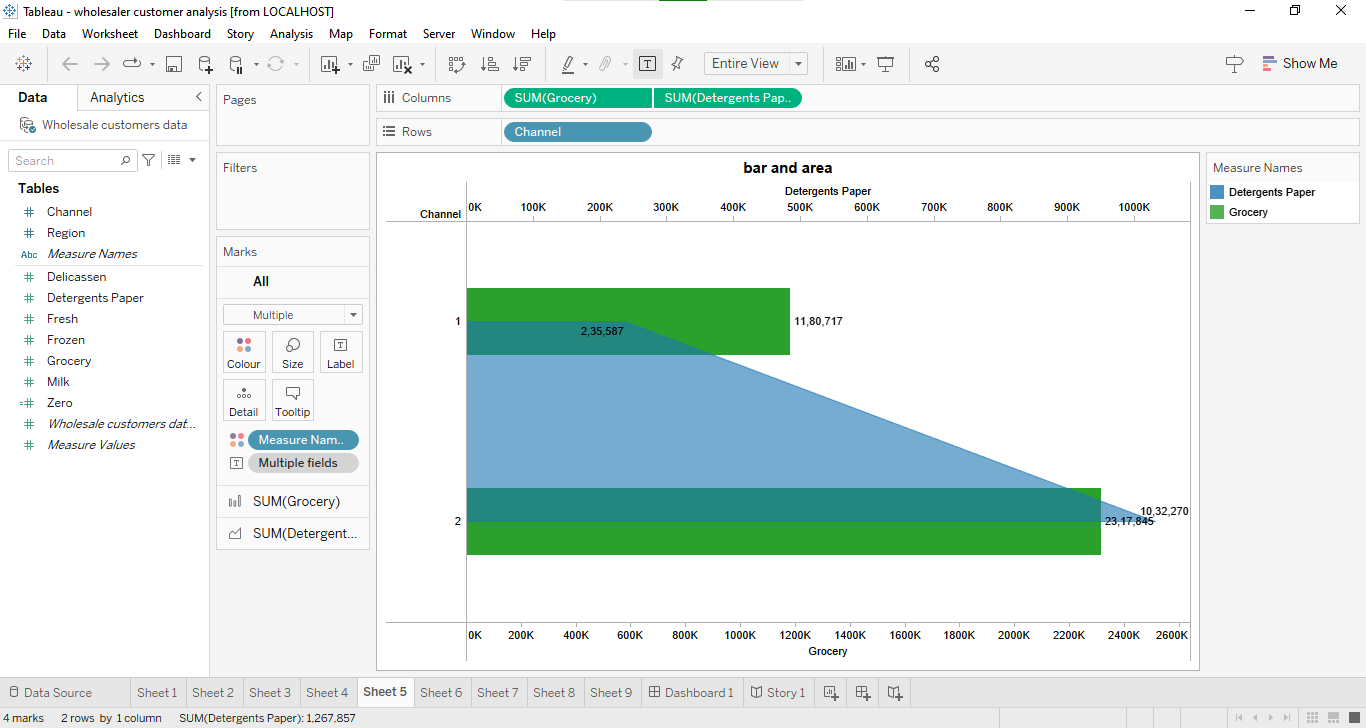 Tableau - wholesaler customer analysis [from LOCALHOST]
File Data Worksheet Dashboard Story Analysis Map Format Server Window Help
Entire View
Show Me
Data Analytics
Wholesale customers data
Search
Tables
Channel
Region
Abc Measure Names
Delicassen
Detergents Paper
Fresh
Frozen
Grocery
Milk
Zero
Wholesale customers dat...
Measure Values
Pages
Filters
Marks
All
Multiple
Colour Size Label
Detail Tooltip
Measure Nam..
Multiple fields
SUM(Grocery)
SUM(Detergent...
Columns SUM(Grocery) SUM(Detergents Pap..
Rows Channel
bar and area
Detergents Paper
Channel 0K 100K 200K 300K 400K 500K 600K 700K 800K 900K 1000K
1 2,35,587 11,80,717
2 10,32,270
23,17,845
0K 200K 400K 600K 800K 1000K 1200K 1400K 1600K 1800K 2000K 2200K 2400K 2600K
Grocery
Measure Names
Detergents Paper
Grocery
Data Source Sheet 1 Sheet 2 Sheet 3 Sheet 4 Sheet 5 Sheet 6 Sheet 7 Sheet 8 Sheet 9 Dashboard 1 Story 1
4 marks 2 rows by 1 column SUM(Detergents Paper): 1,267,857